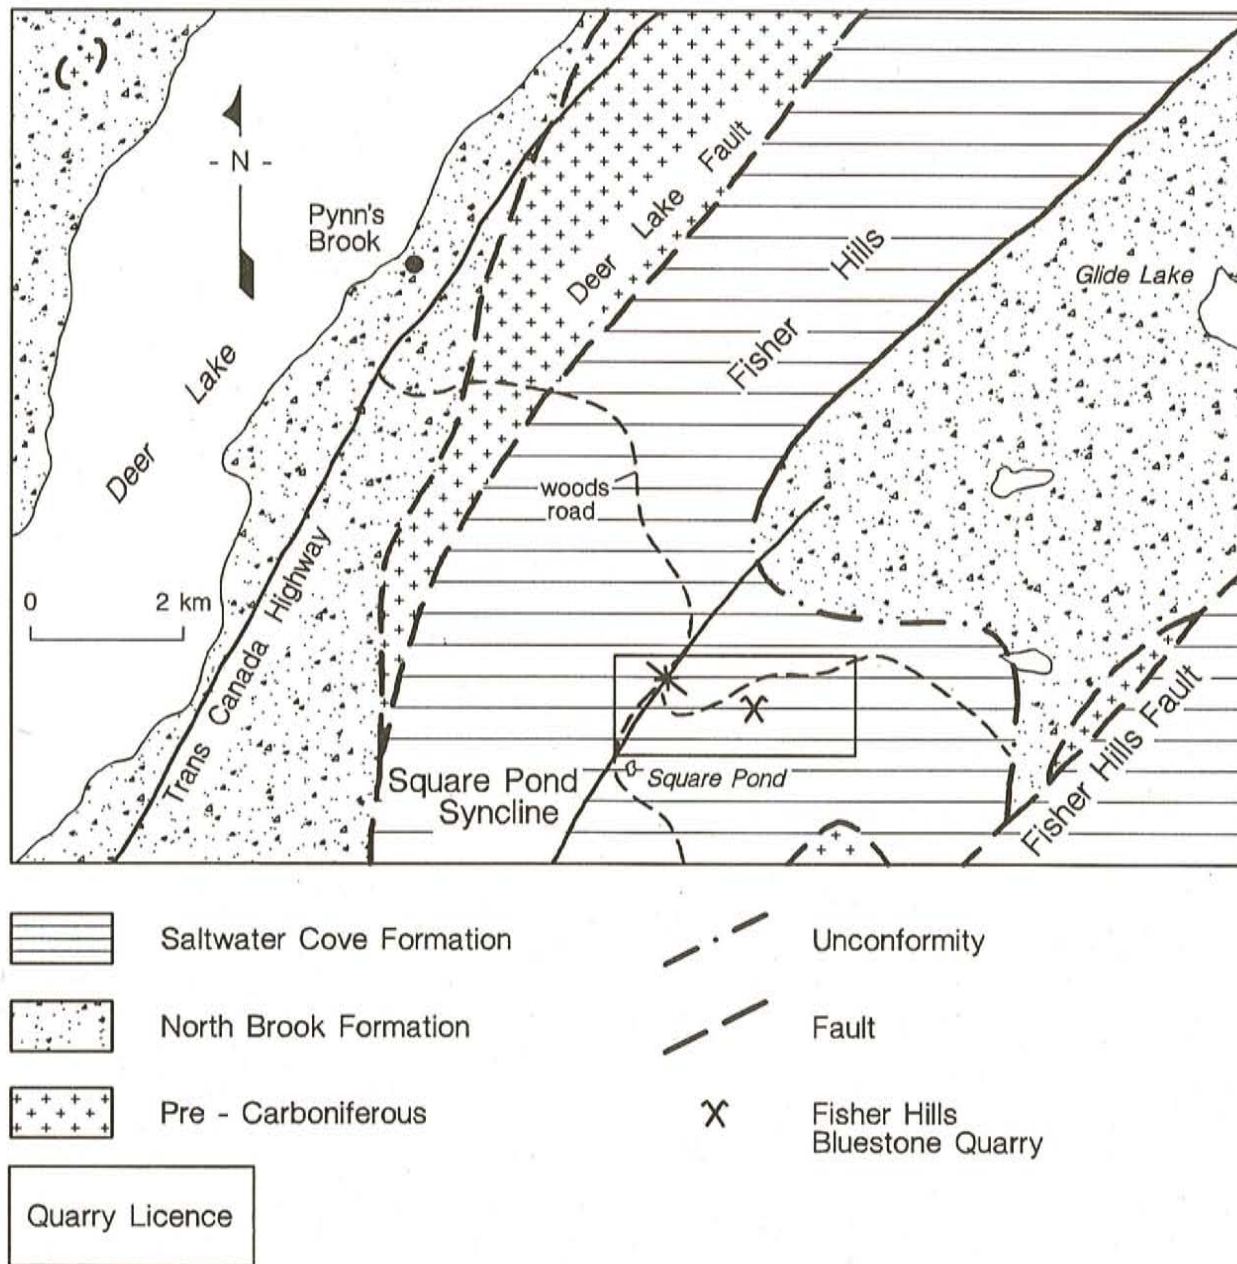 - N -
Pynn's
Brook
Deer Lake
Deer Lake Fault
Fisher Hills
Glide Lake
woods
road
0 2 km
Trans Canada Highway
Square Pond
Syncline
Square Pond
Fisher Hills Fault
Saltwater Cove Formation
Unconformity
North Brook Formation
Fault
Pre - Carboniferous
Fisher Hills
Bluestone Quarry
Quarry Licence